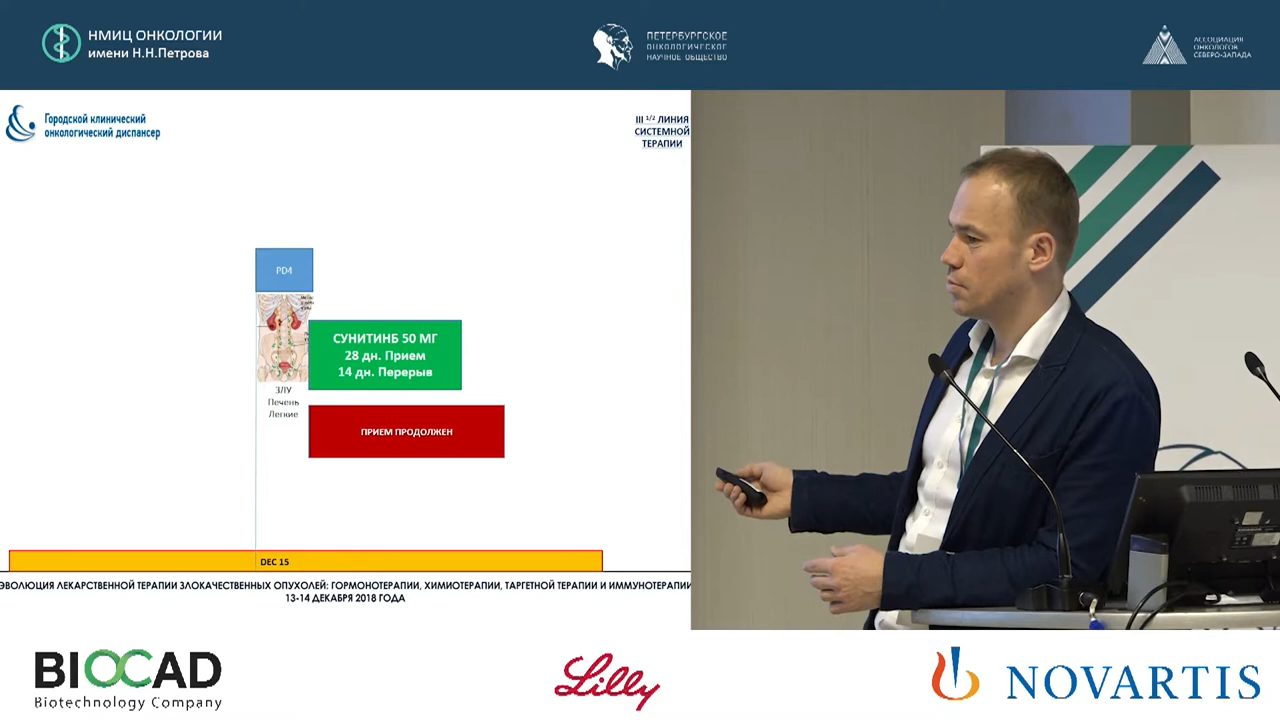 НМИЦ ОНКОЛОГИИ
имени Н.Н.Петрова
ПЕТЕРБУРГСКОЕ
ОНКОЛОГИЧЕСКОЕ
НАУЧНОЕ ОБЩЕСТВО
АССОЦИАЦИЯ
ОНКОЛОГОВ
СЕВЕРО-ЗАПАДА
Городской клинический
онкологический диспансер
III 1/2 ЛИНИЯ
СИСТЕМНОЙ
ТЕРАПИИ
PD4
СУНИТИНБ 50 МГ
28 дн. Прием
14 дн. Перерыв
ЗЛУ
Печень
Легкие
ПРИЕМ ПРОДОЛЖЕН
DEC 15
ЭВОЛЮЦИЯ ЛЕКАРСТВЕННОЙ ТЕРАПИИ ЗЛОКАЧЕСТВЕННЫХ ОПУХОЛЕЙ: ГОРМОНОТЕРАПИИ, ХИМИОТЕРАПИИ, ТАРГЕТНОЙ ТЕРАПИИ И ИММУНОТЕРАПИИ
13-14 ДЕКАБРЯ 2018 ГОДА
BIOCAD
Biotechnology Company
Lilly
NOVARTIS